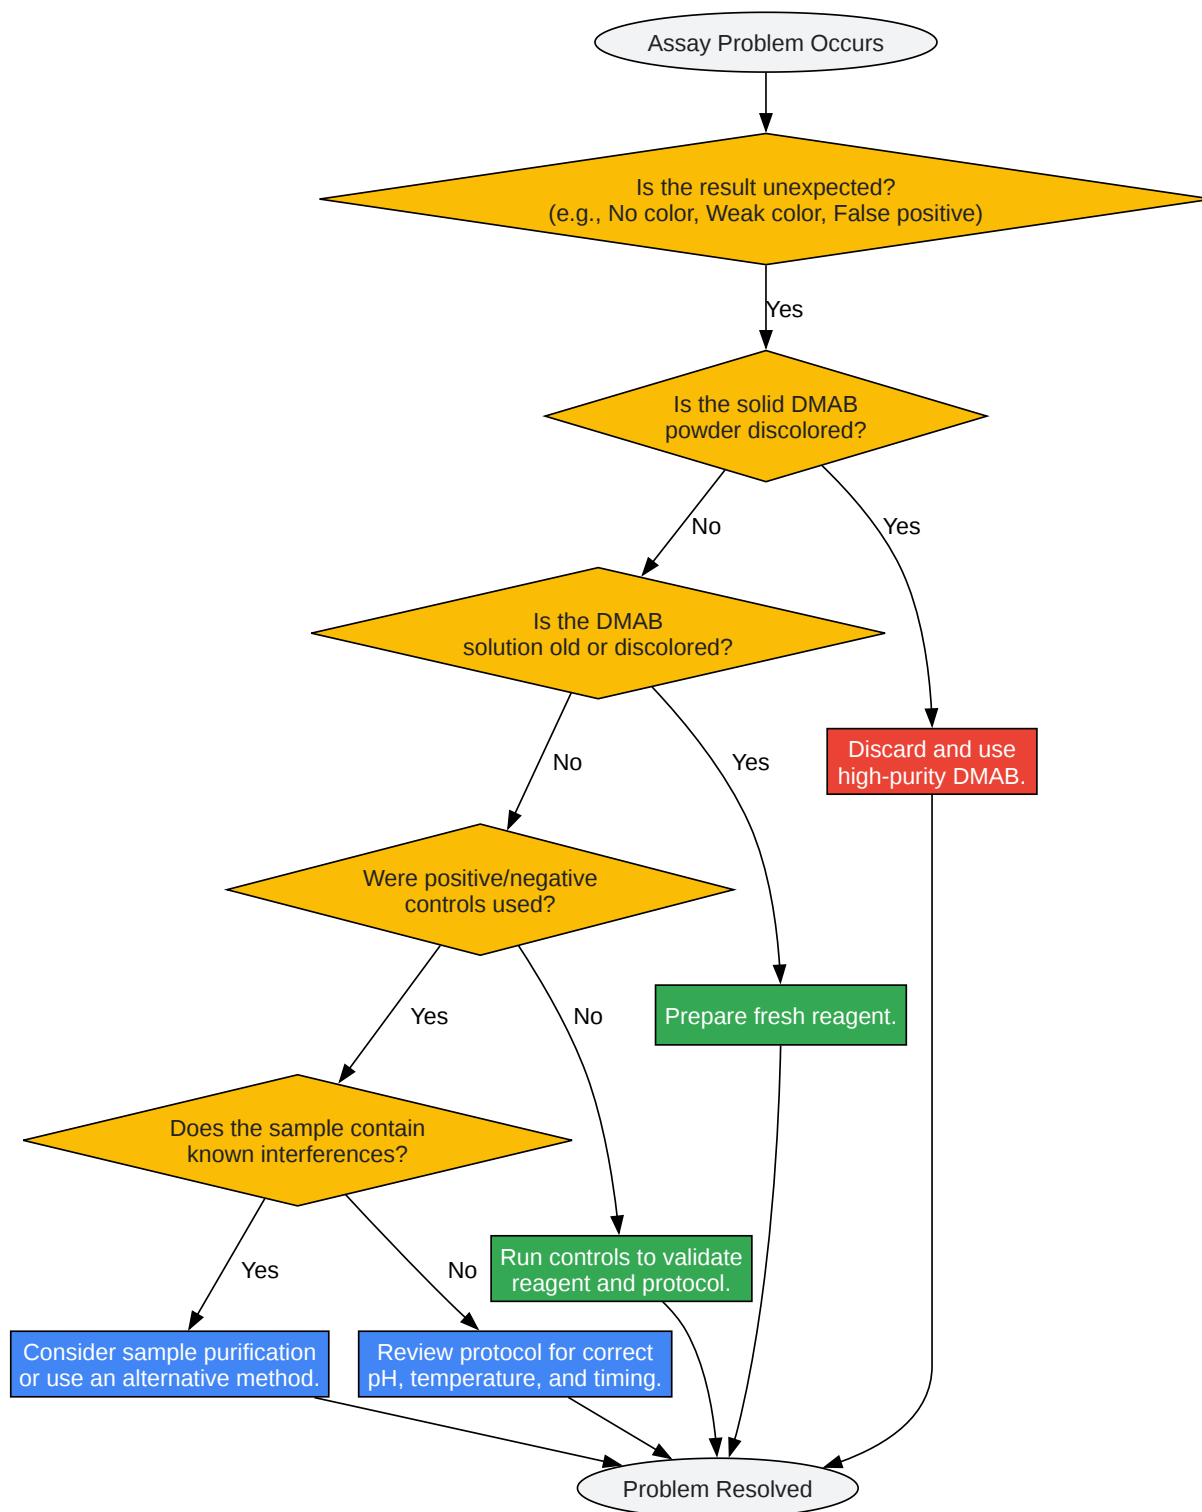 Assay Problem Occurs
Is the result unexpected?
(e.g., No color, Weak color, False positive)
Yes
Is the solid DMAB
powder discolored?
No
Yes
Is the DMAB
solution old or discolored?
No
Yes
Discard and use
high-purity DMAB.
Were positive/negative
controls used?
Yes
No
Prepare fresh reagent.
Does the sample contain
known interferences?
Yes
No
Run controls to validate
reagent and protocol.
Consider sample purification
or use an alternative method.
Review protocol for correct
pH, temperature, and timing.
Problem Resolved